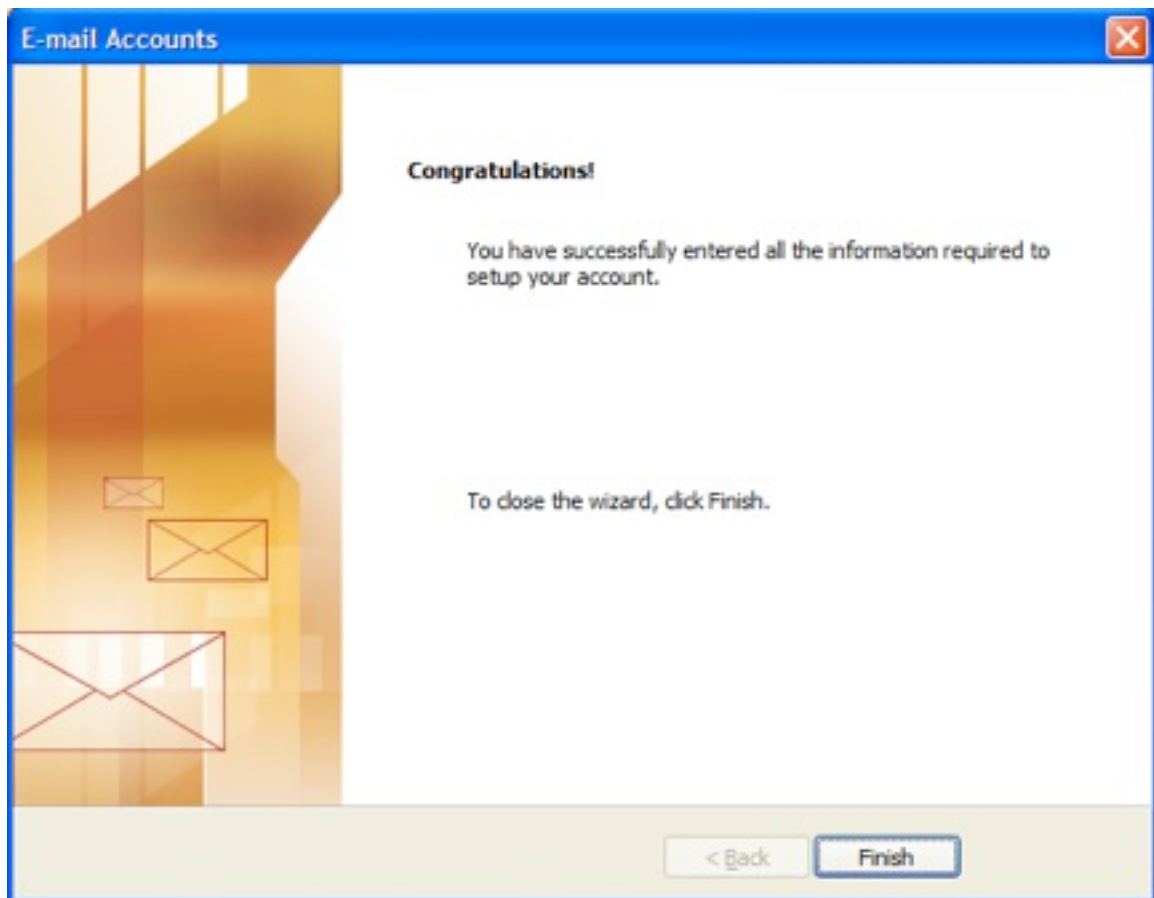 E-mail Accounts
Congratulations!
You have successfully entered all the information required to
setup your account.
To close the wizard, click Finish.
< Back
Finish